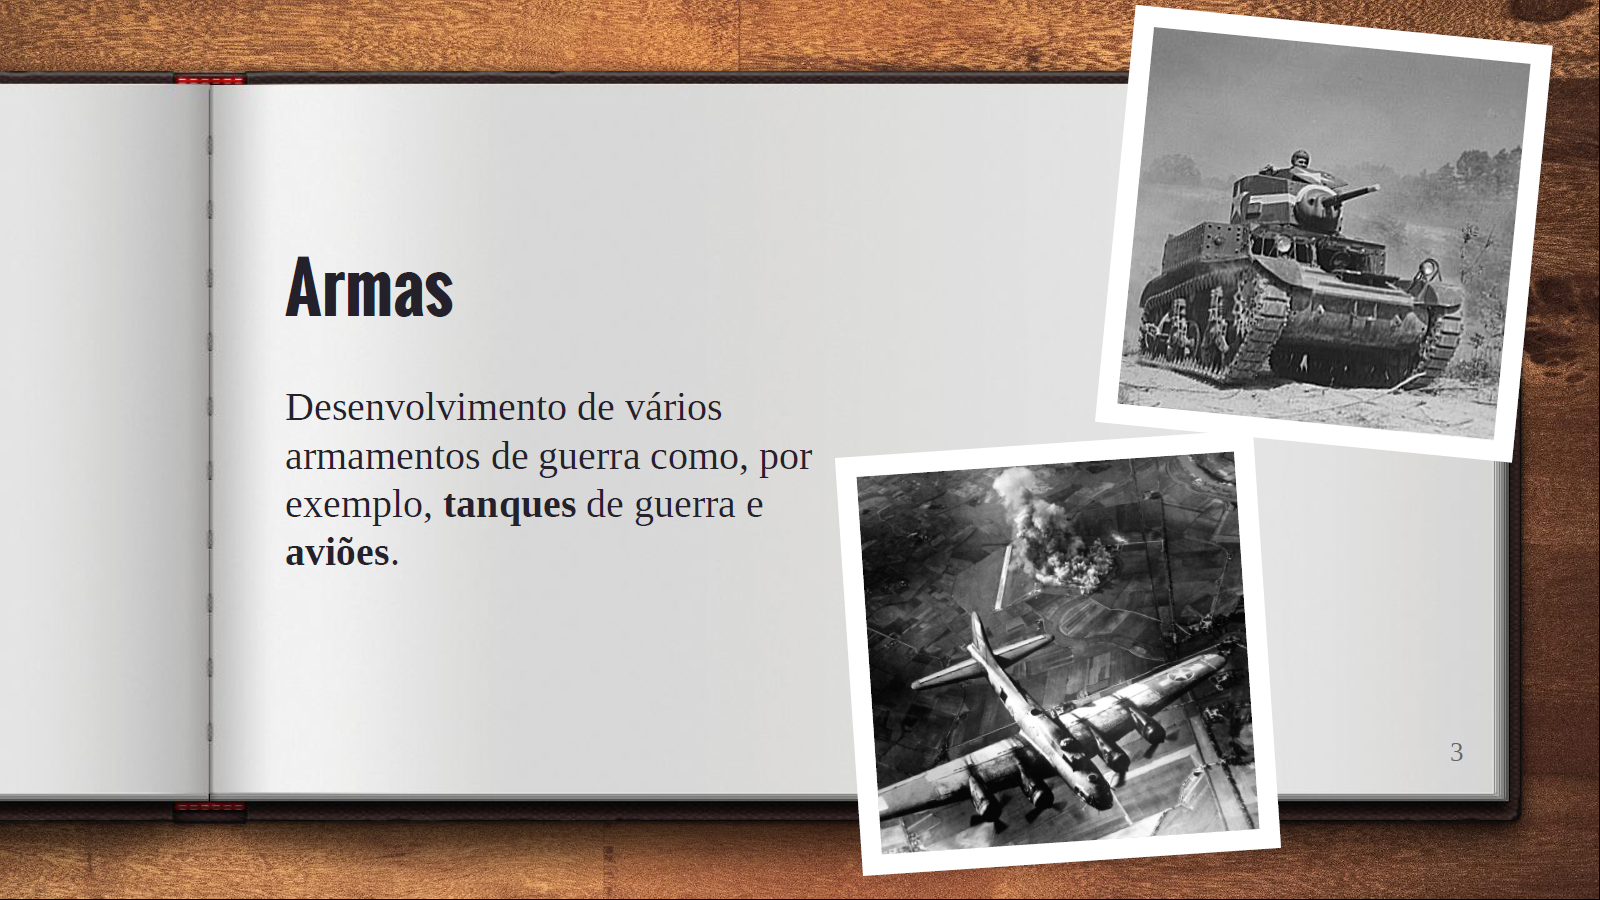 Armas
Desenvolvimento de vários
armamentos de guerra como, por
exemplo, tanques de guerra e
aviões.
3